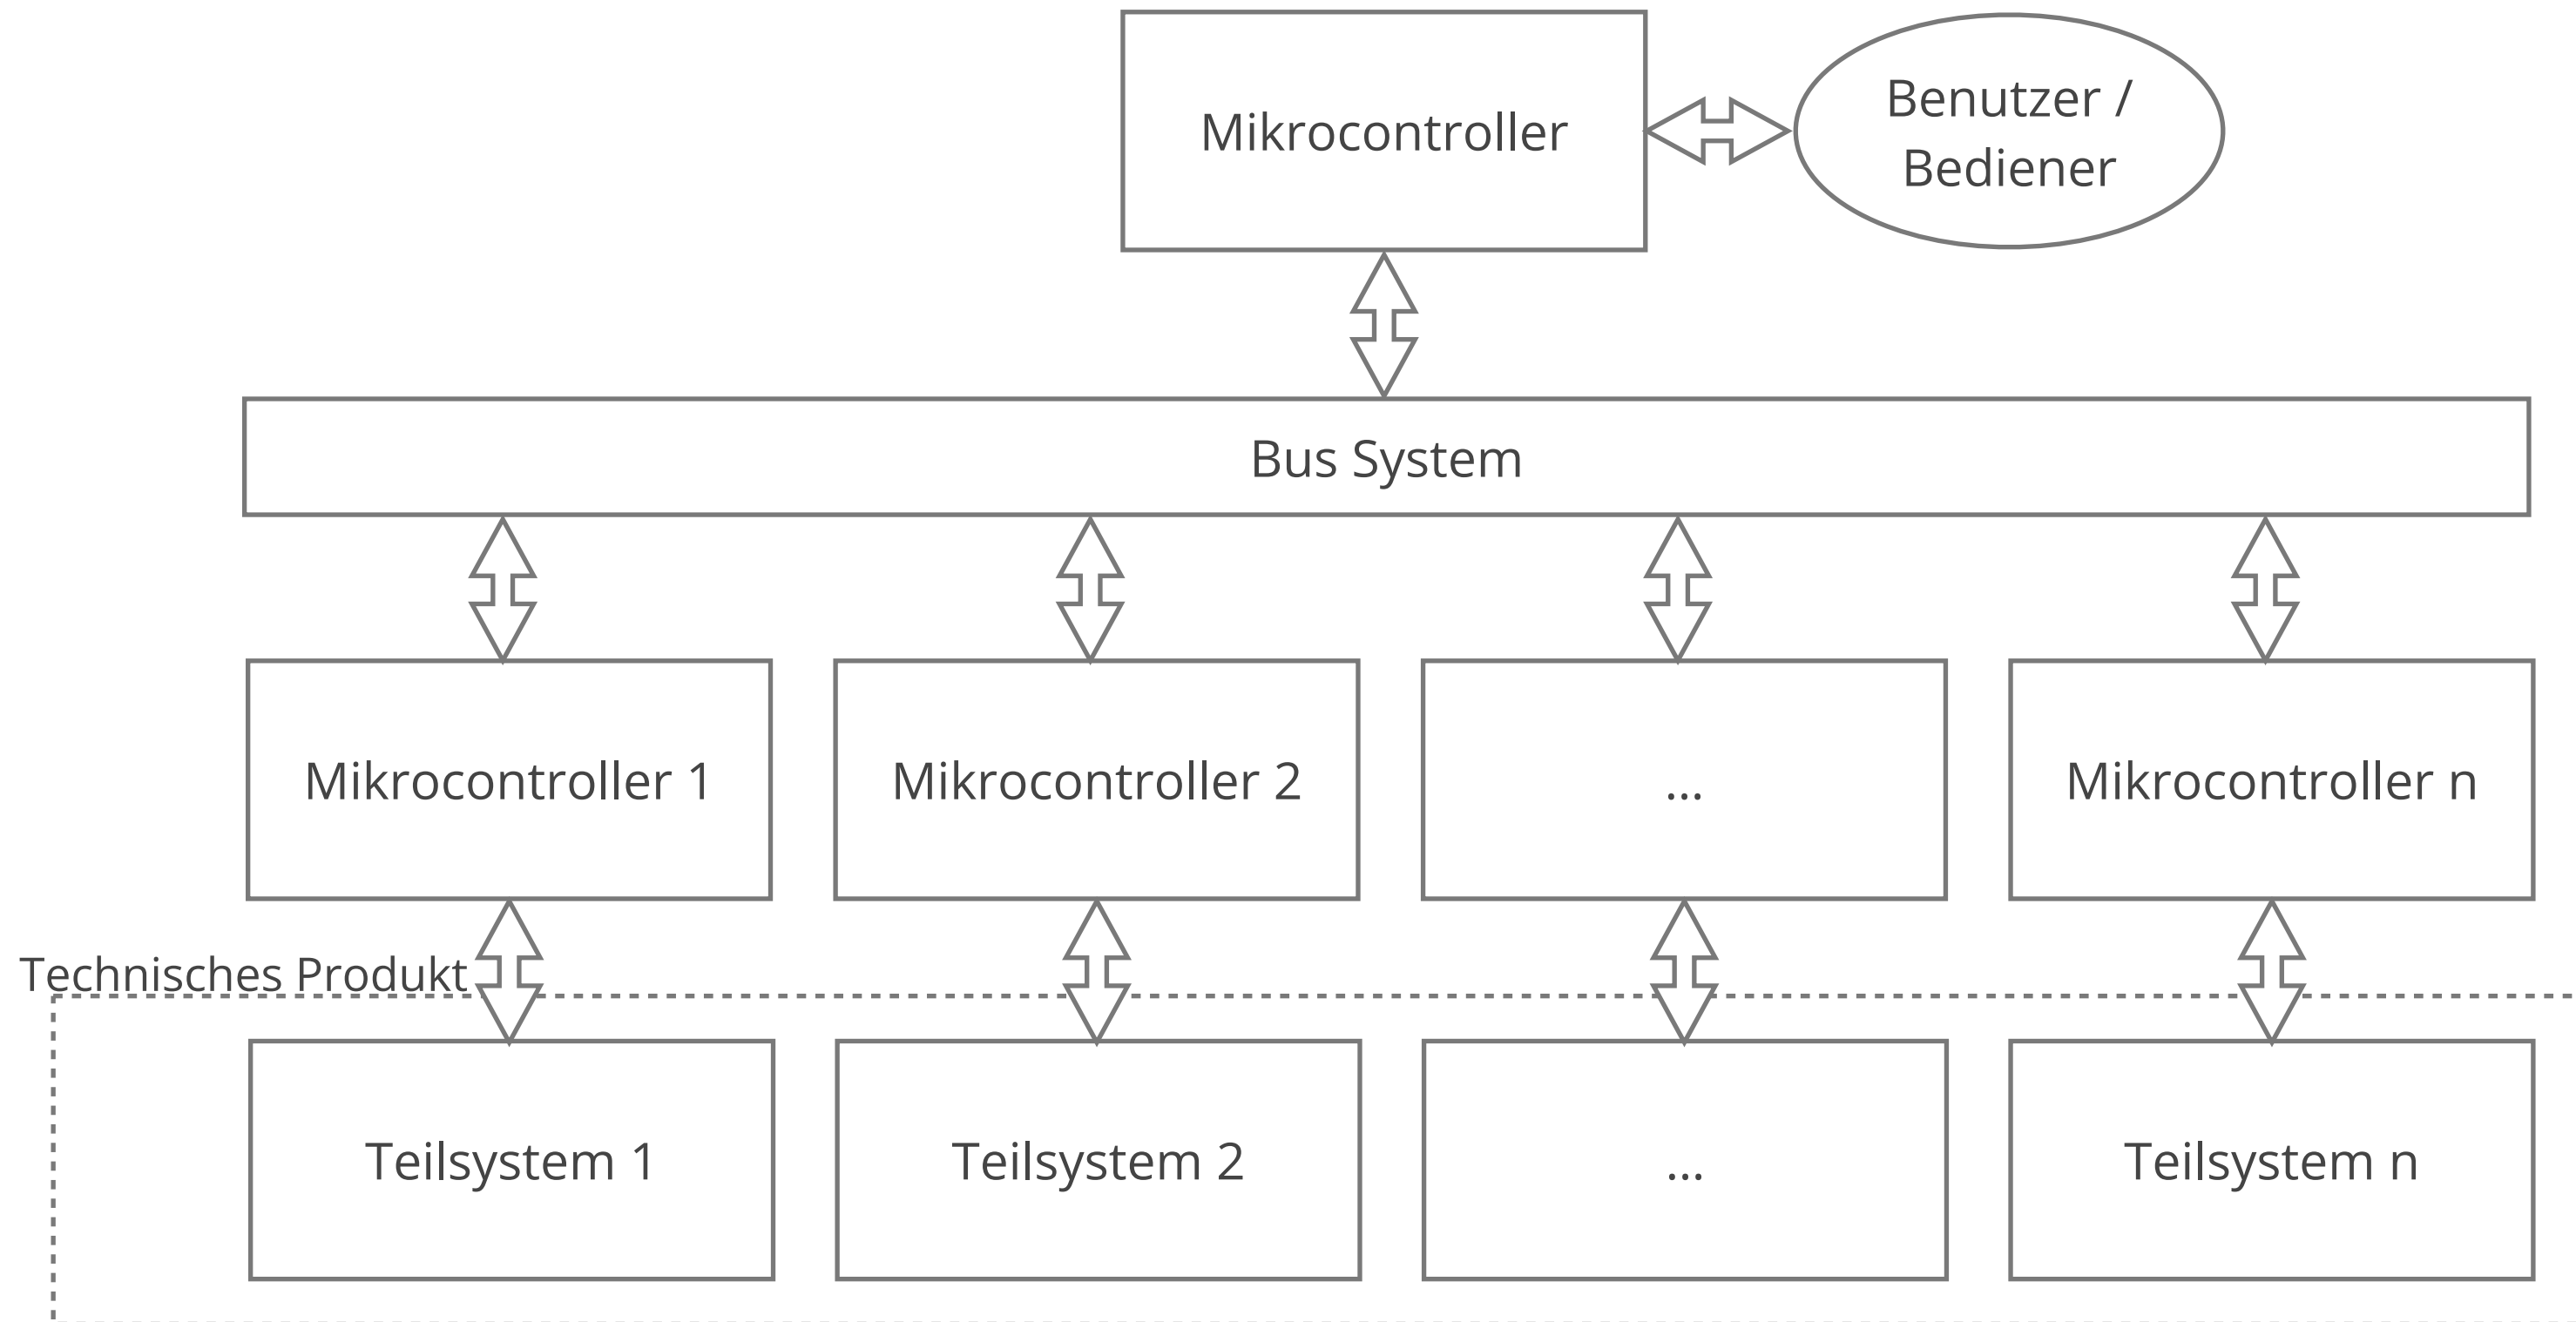 Mikrocontroller
Benutzer /
Bediener
Bus System
Mikrocontroller 1
Mikrocontroller 2
...
Mikrocontroller n
Technisches Produkt
Teilsystem 1
Teilsystem 2
...
Teilsystem n